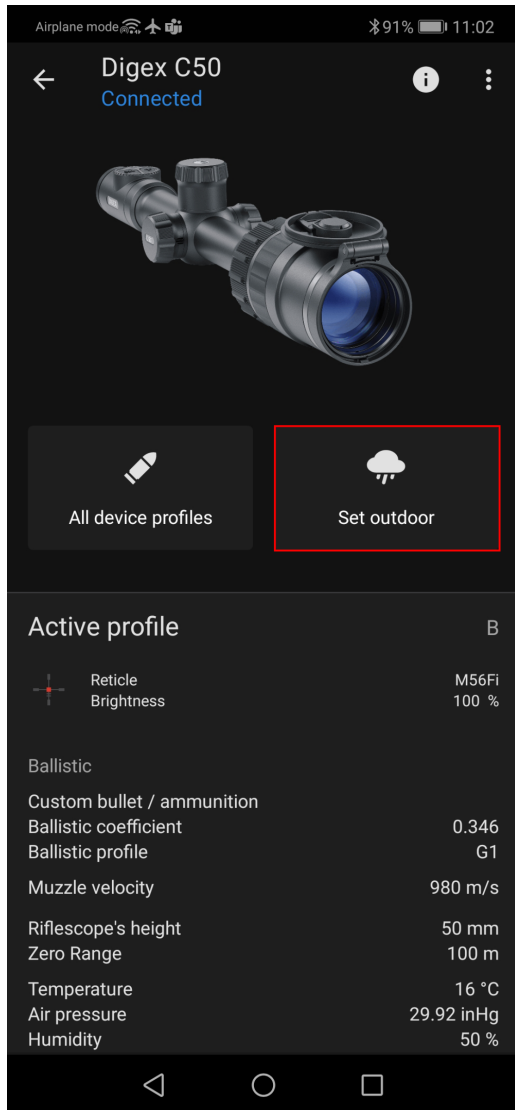 Airplane mode 91% 11:02
Digex C50
Connected
All device profiles
Set outdoor
Active profile B
Reticle M56Fi
Brightness 100 %
Ballistic
Custom bullet / ammunition
Ballistic coefficient 0.346
Ballistic profile G1
Muzzle velocity 980 m/s
Riflescope's height 50 mm
Zero Range 100 m
Temperature 16 °C
Air pressure 29.92 inHg
Humidity 50 %